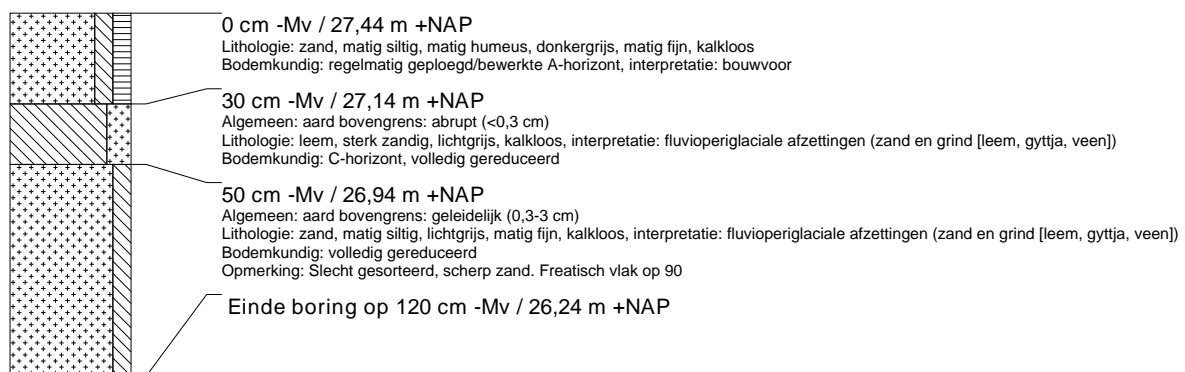 0 cm -Mv / 27,44 m +NAP
Lithologie: zand, matig siltig, matig humeus, donkergrijs, matig fijn, kalkloos
Bodemkundig: regelmatig geploegd/bewerkte A-horizont, interpretatie: bouwvoor
30 cm -Mv / 27,14 m +NAP
Algemeen: aard bovengrens: abrupt (<0,3 cm)
Lithologie: leem, sterk zandig, lichtgrijs, kalkloos, interpretatie: fluvioperiglaciale afzettingen (zand en grind [leem, gyttja, veen])
Bodemkundig: C-horizont, volledig gereduceerd
50 cm -Mv / 26,94 m +NAP
Algemeen: aard bovengrens: geleidelijk (0,3-3 cm)
Lithologie: zand, matig siltig, lichtgrijs, matig fijn, kalkloos, interpretatie: fluvioperiglaciale afzettingen (zand en grind [leem, gyttja, veen])
Bodemkundig: volledig gereduceerd
Opmerking: Slecht gesorteerd, scherp zand. Freatisch vlak op 90
Einde boring op 120 cm -Mv / 26,24 m +NAP